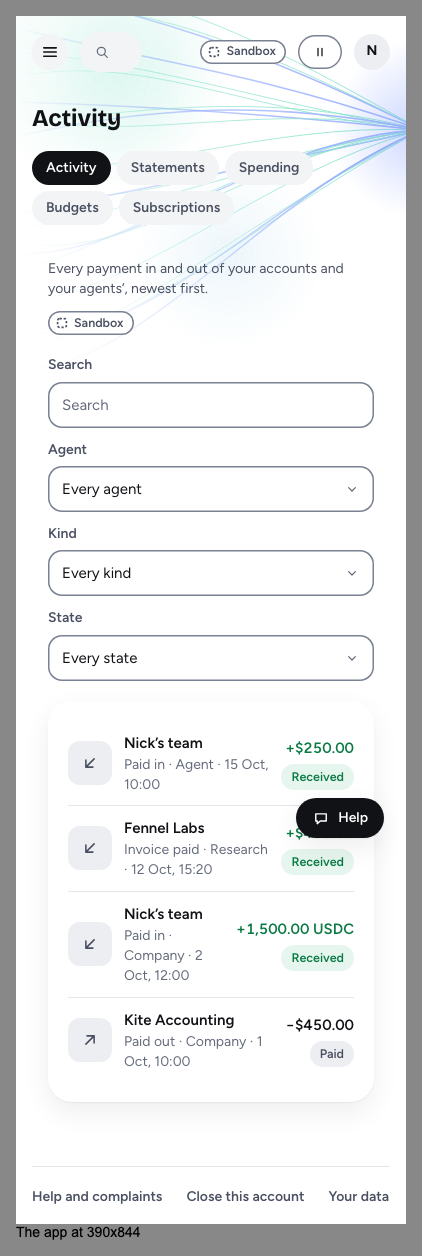 Sandbox
N
Activity
Activity
Statements
Spending
Budgets
Subscriptions
Every payment in and out of your accounts and
your agents’, newest first.
Sandbox
Search
Search
Agent
Every agent
Kind
Every kind
State
Every state
Nick’s team
+$250.00
Paid in · Agent · 15 Oct,
10:00
Received
Help
Fennel Labs
Invoice paid · Research
· 12 Oct, 15:20
Received
Nick’s team
+1,500.00 USDC
Paid in ·
Company · 2
Oct, 12:00
Received
Kite Accounting
−$450.00
Paid out · Company · 1
Oct, 10:00
Paid
Help and complaints
Close this account
Your data
The app at 390x844